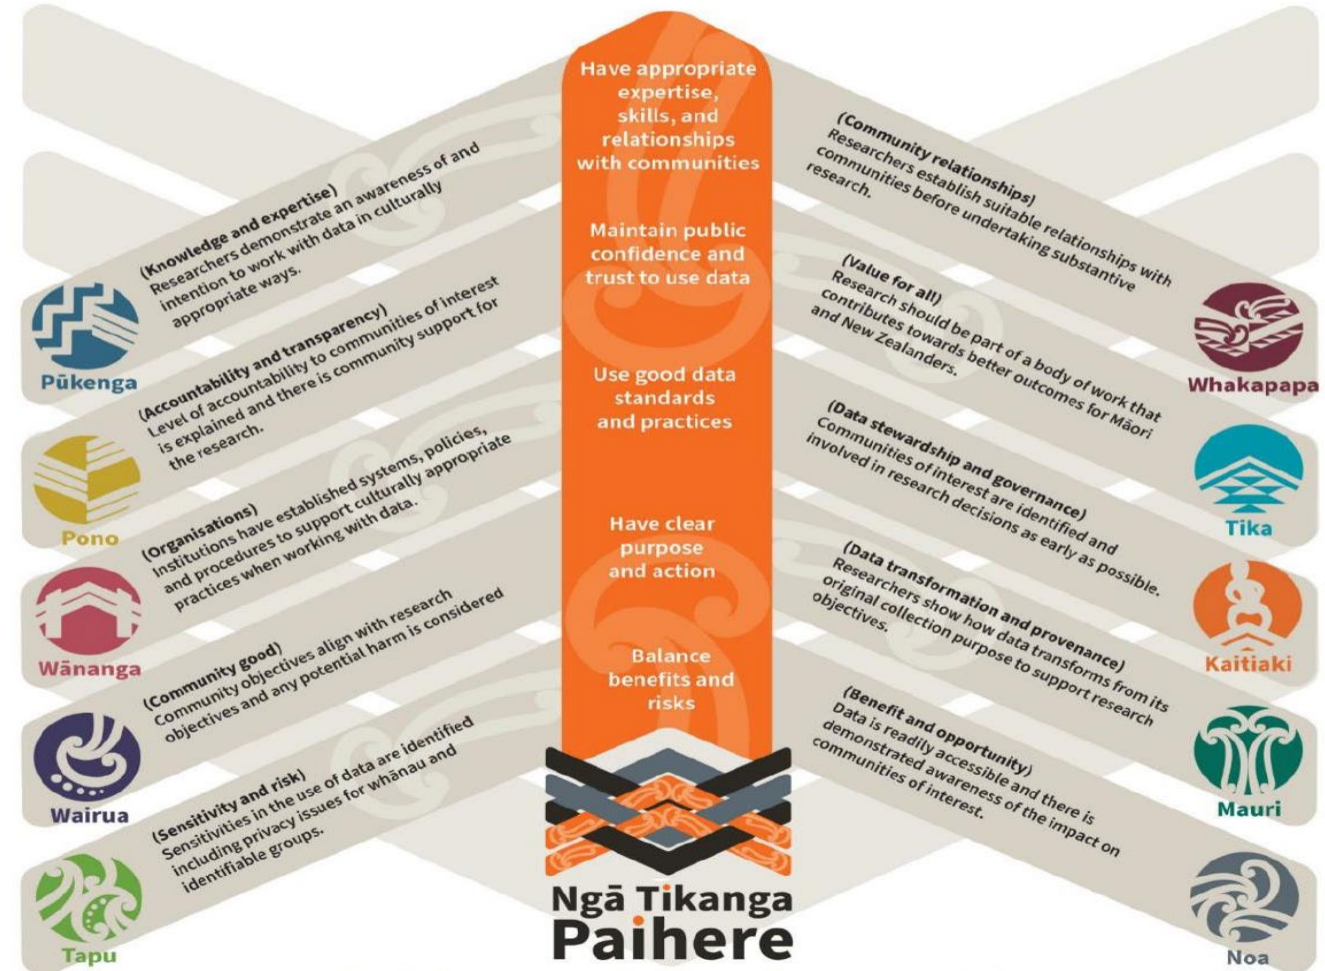 Have appropriate
expertise,
skills, and
relationships
with communities
Maintain public
confidence and
trust to use data
Use good data
standards
and practices
Have clear
purpose
and action
Balance
benefits and
risks
Ngā Tikanga
Paihere
(Knowledge and expertise)
Researchers demonstrate an awareness of and
intention to work with data in culturally
appropriate ways.
Pūkenga
(Accountability and transparency)
Level of accountability to communities of interest
is explained and there is community support for
the research.
Pono
(Organisations)
Institutions have established systems, policies,
and procedures to support culturally appropriate
practices when working with data.
Wānanga
(Community good)
Community objectives align with research
objectives and any potential harm is considered
Wairua
(Sensitivity and risk)
Sensitivities in the use of data are identified
including privacy issues for whānau and
identifiable groups.
Tapu
(Community relationships)
Researchers establish suitable relationships with
communities before undertaking substantive
research.
Whakapapa
(Value for all)
Research should be part of a body of work that
contributes towards better outcomes for Māori
and New Zealanders.
Tika
(Data stewardship and governance)
Communities of interest are identified and
involved in research decisions as early as possible.
Kaitiaki
(Data transformation and provenance)
Researchers show how data transforms from its
original collection purpose to support research
objectives.
Mauri
(Benefit and opportunity)
Data is readily accessible and there is
demonstrated awareness of the impact on
communities of interest.
Noa